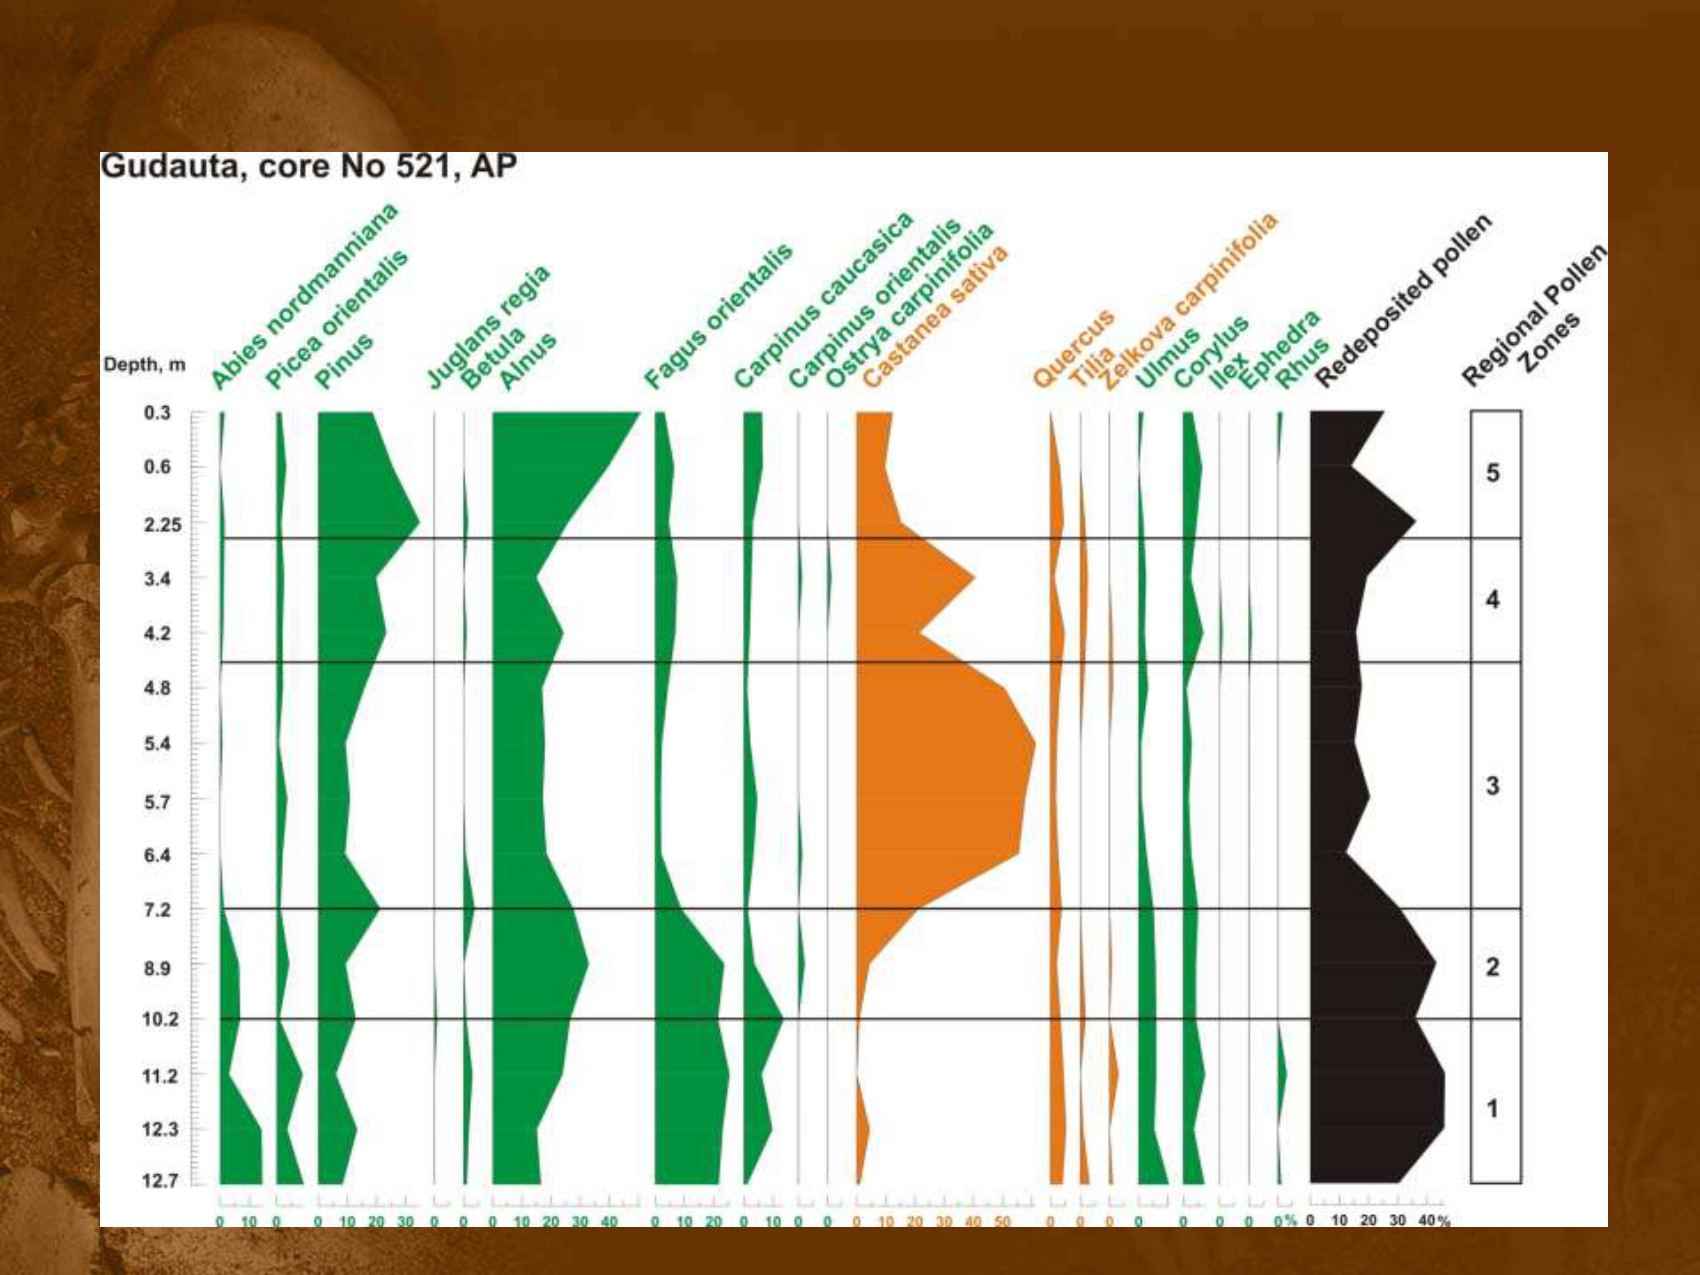 Gudauta, core No 521, AP
Depth, m
Abies nordmanniana
Picea orientalis
Pinus
Juglans regia
Betula
Alnus
Fagus orientalis
Carpinus caucasica
Carpinus orientalis
Ostrya carpinifolia
Castanea sativa
Quercus
Tilia
Zelkova carpinifolia
Ulmus
Corylus
Ilex
Ephedra
Rhus
Redeposited pollen
Regional Pollen
Zones
0.3
0.6
2.25
3.4
4.2
4.8
5.4
5.7
6.4
7.2
8.9
10.2
11.2
12.3
12.7
5
4
3
2
1
0 10 0 0 10 20 30 0 0 0 10 20 30 40 0 10 20 0 10 0 0 0 10 20 30 40 50 0 0 0 0 0 0 0 0% 0 10 20 30 40%